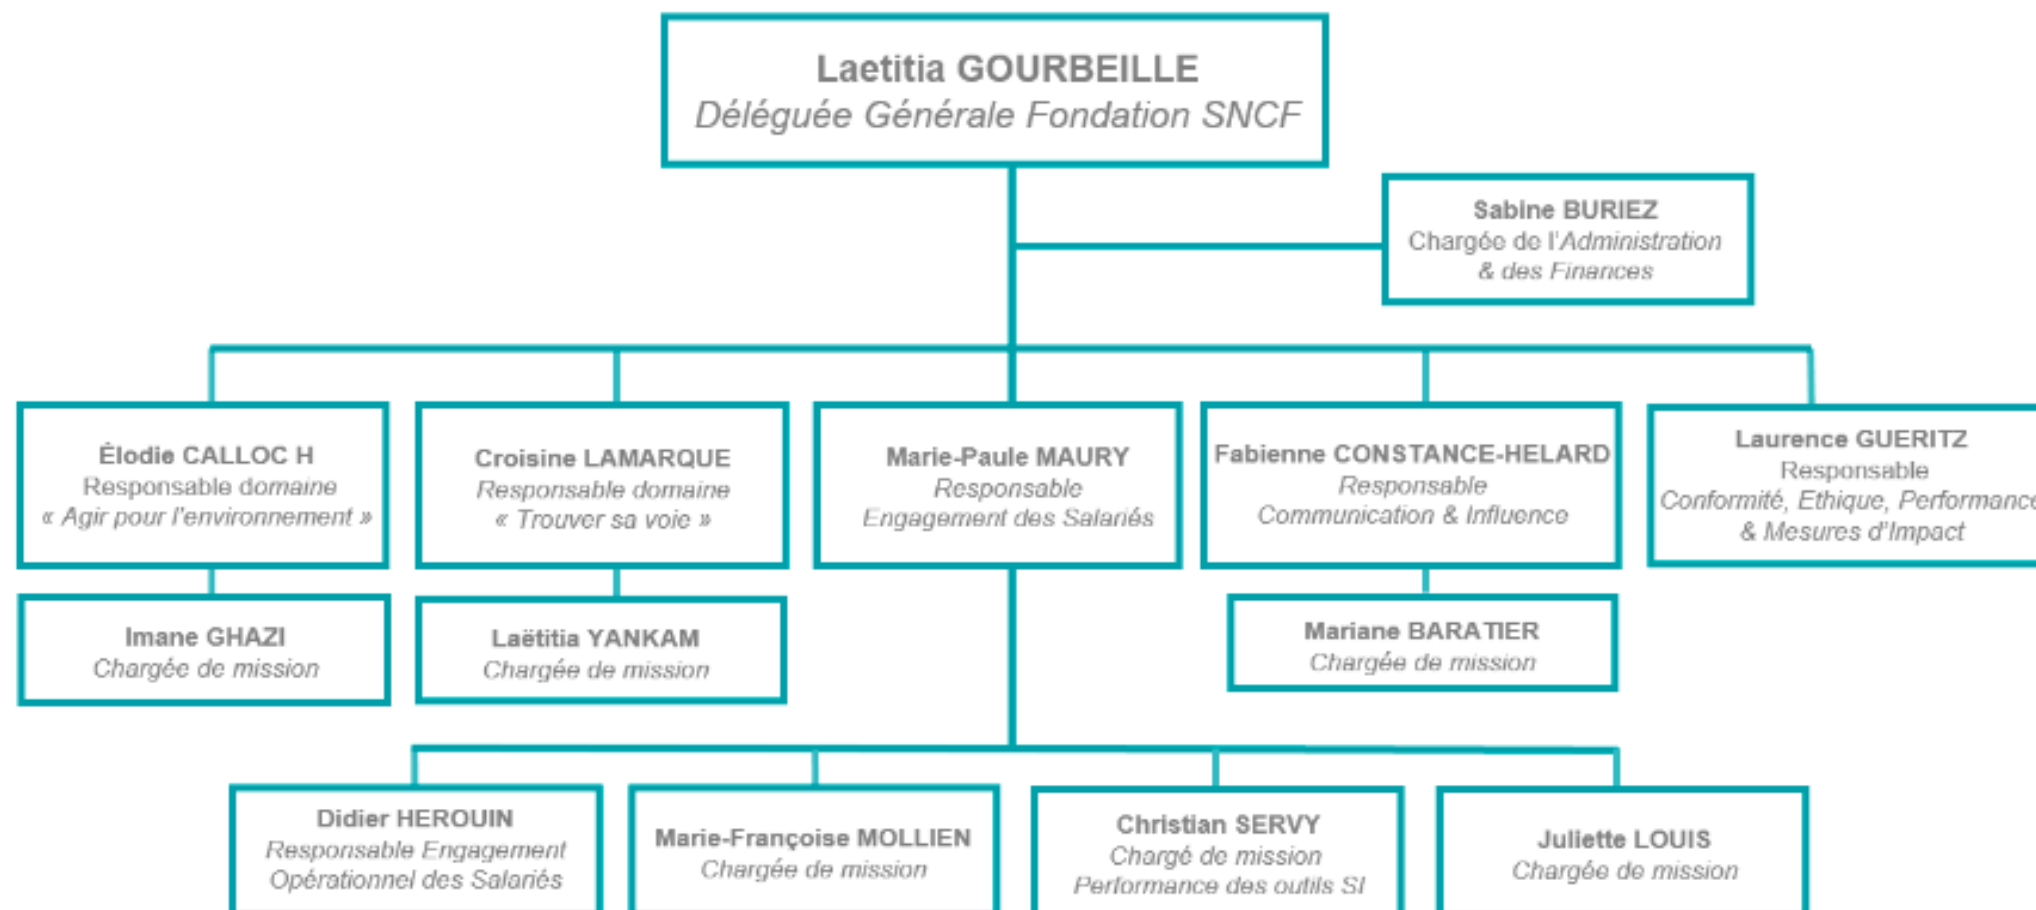 Laetitia GOURBEILLE
Déléguée Générale Fondation SNCF
Sabine BURIEZ
Chargée de l'Administration
& des Finances
Élodie CALLOC H
Responsable domaine
« Agir pour l'environnement »
Croisine LAMARQUE
Responsable domaine
« Trouver sa voie »
Marie-Paule MAURY
Responsable
Engagement des Salariés
Fabienne CONSTANCE-HELARD
Responsable
Communication & Influence
Laurence GUERITZ
Responsable
Conformité, Ethique, Performance
& Mesures d'Impact
Imane GHAZI
Chargée de mission
Laëtitia YANKAM
Chargée de mission
Mariane BARATIER
Chargée de mission
Didier HEROUIN
Responsable Engagement
Opérationnel des Salariés
Marie-Françoise MOLLIEN
Chargée de mission
Christian SERVY
Chargé de mission
Performance des outils SI
Juliette LOUIS
Chargée de mission